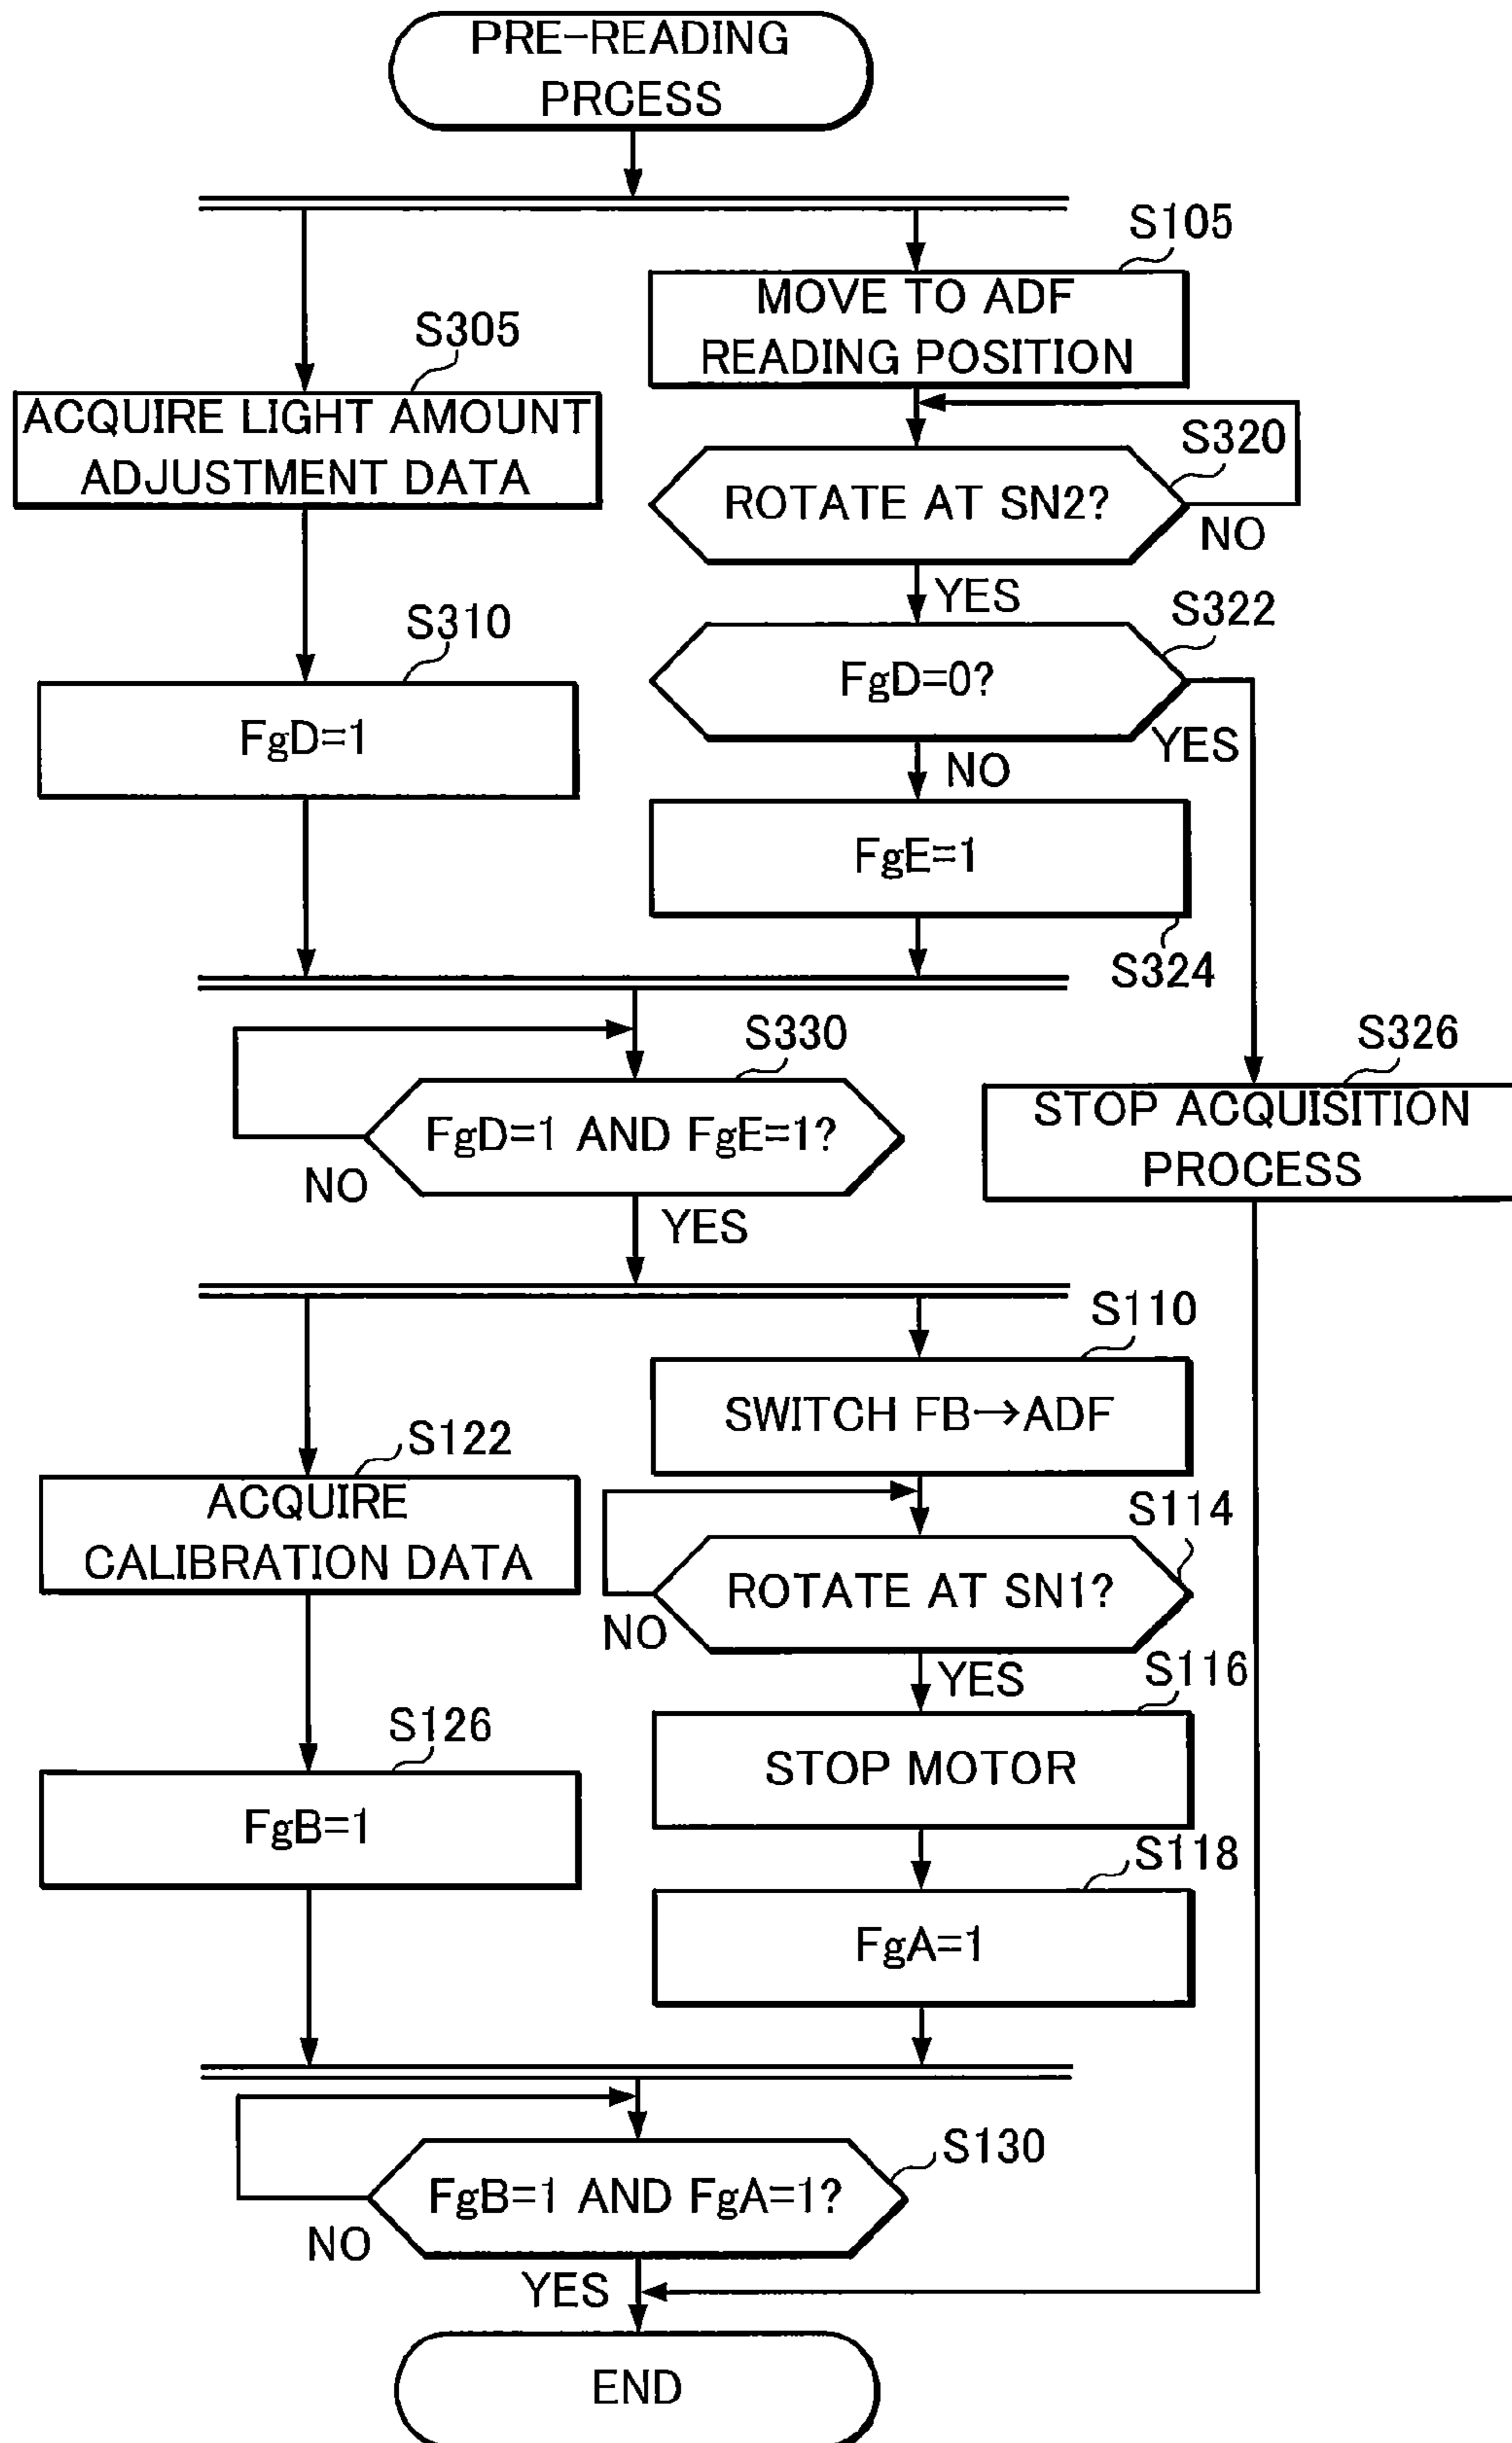 PRE-READING
PRCESS
S105
MOVE TO ADF
READING POSITION
S305
ACQUIRE LIGHT AMOUNT
ADJUSTMENT DATA
S320
ROTATE AT SN2?
NO
YES
S310
FgD=1
S322
FgD=0?
YES
NO
FgE=1
S324
S330
FgD=1 AND FgE=1?
NO
YES
S326
STOP ACQUISITION
PROCESS
S110
SWITCH FB→ADF
S122
ACQUIRE
CALIBRATION DATA
S114
ROTATE AT SN1?
NO
YES
S116
STOP MOTOR
S126
FgB=1
S118
FgA=1
S130
FgB=1 AND FgA=1?
NO
YES
END